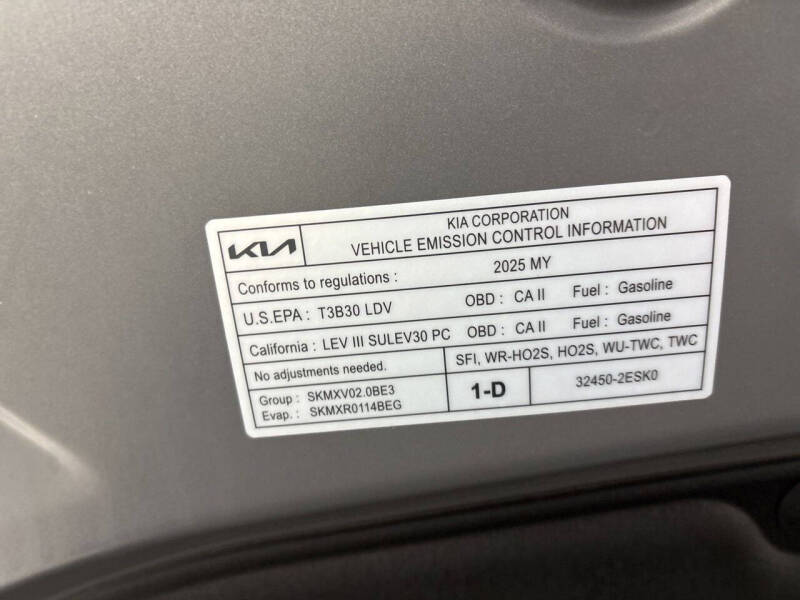 KIA
KIA CORPORATION
VEHICLE EMISSION CONTROL INFORMATION
Conforms to regulations : 2025 MY
U.S.EPA : T3B30 LDV OBD : CA II Fuel : Gasoline
California : LEV III SULEV30 PC OBD : CA II Fuel : Gasoline
No adjustments needed. SFI, WR-HO2S, HO2S, WU-TWC, TWC
Group : SKMXV02.0BE3
Evap. : SKMXR0114BEG
1-D
32450-2ESK0